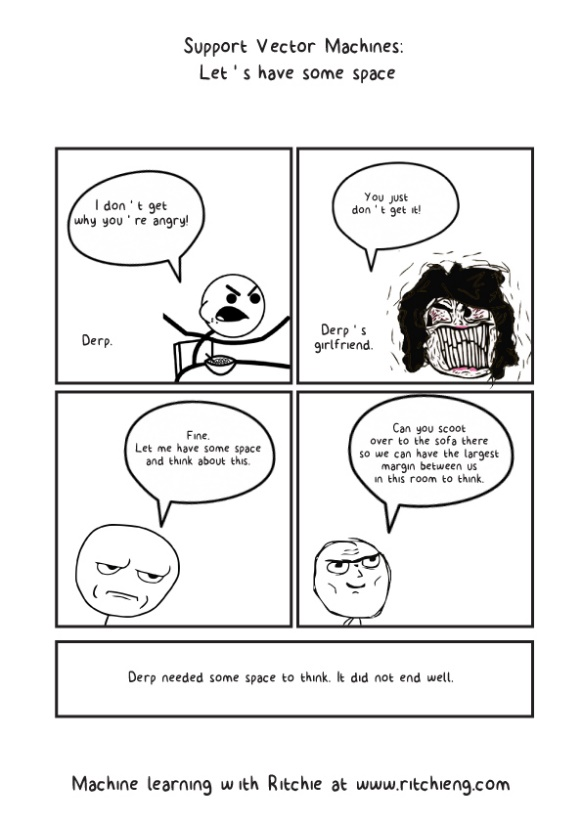 Support Vector Machines:
Let's have some space
I don't get
why you're angry!
Derp.
You just
don't get it!
Derp's
girlfriend.
Fine.
Let me have some space
and think about this.
Can you scoot
over to the sofa there
so we can have the largest
margin between us
in this room to think.
Derp needed some space to think. It did not end well.
Machine learning with Ritchie at www.ritchieng.com